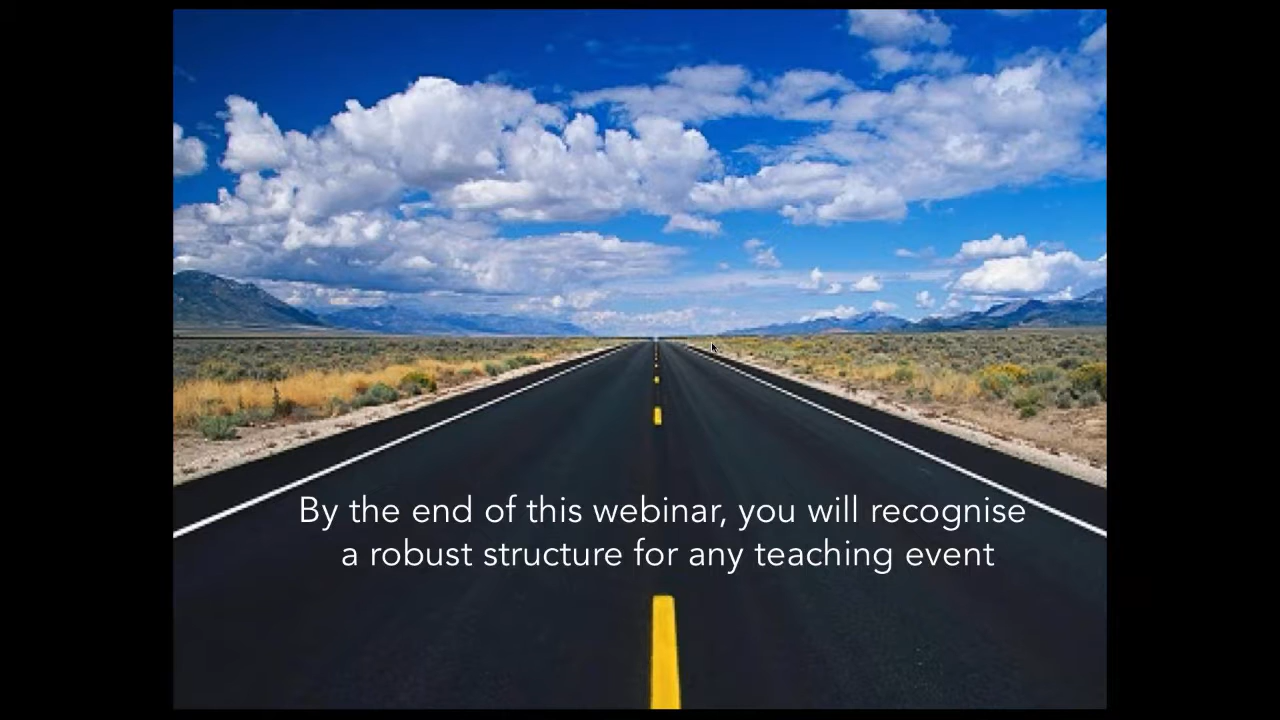 By the end of this webinar, you will recognise
a robust structure for any teaching event